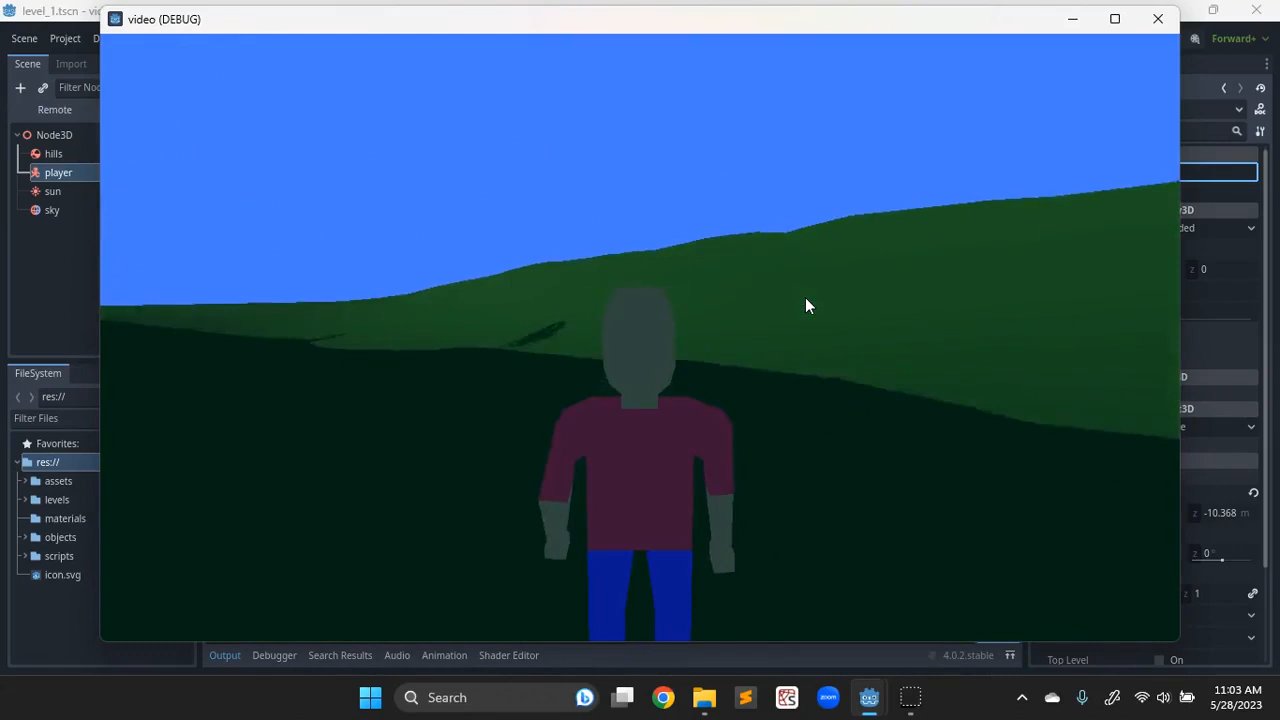 level_1.tscn - vi
video (DEBUG)
Scene
Project
D
Forward+
Scene
Import
Filter Nod
Remote
Node3D
hills
player
sun
sky
FileSystem
res://
Filter Files
Favorites:
res://
assets
levels
materials
objects
scripts
icon.svg
3D
ded
z 0
D
3D
e
z -10.368 m
z 0 °
z 1
Top Level
On
Output
Debugger
Search Results
Audio
Animation
Shader Editor
4.0.2.stable
Search
zoom
11:03 AM
5/28/2023